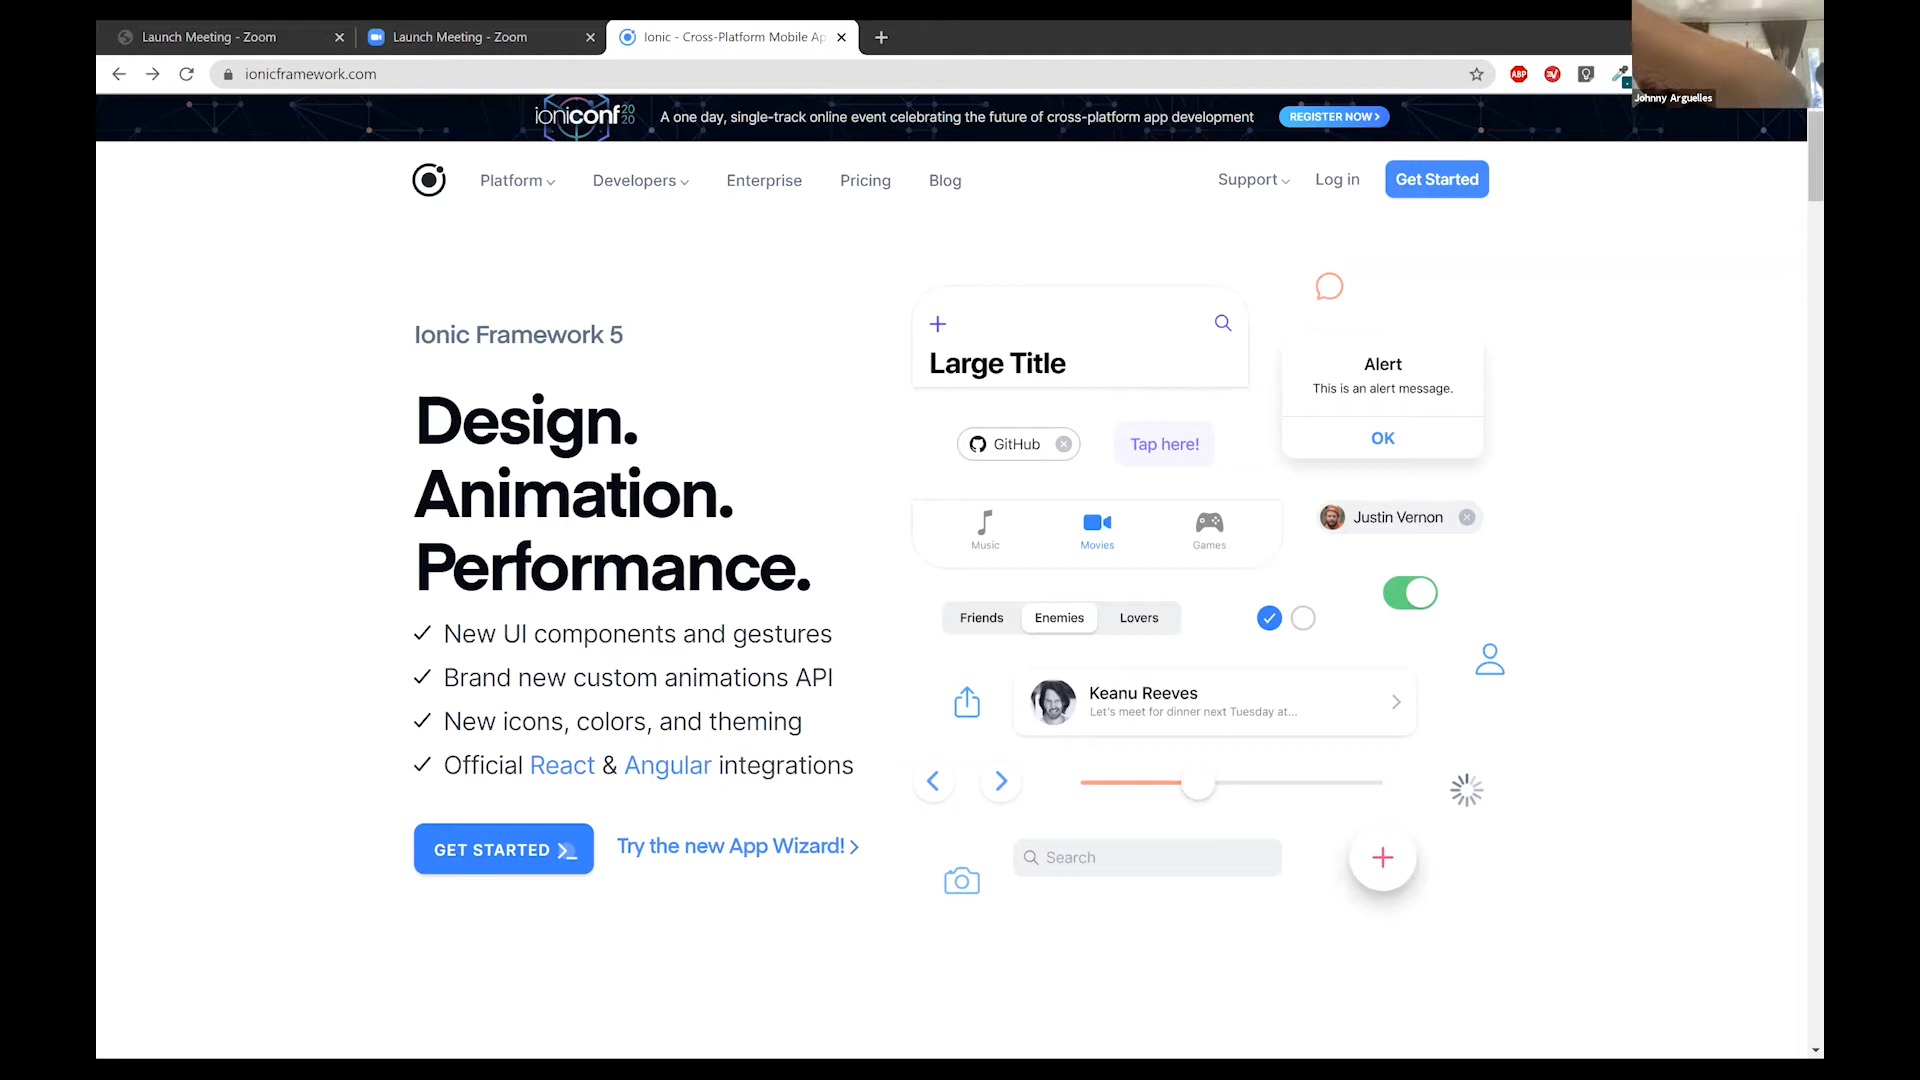 Launch Meeting - Zoom
Launch Meeting - Zoom
Ionic - Cross-Platform Mobile Ap
ionicframework.com
ABP
Johnny Arguelles
ioniconf 2020
A one day, single-track online event celebrating the future of cross-platform app development
REGISTER NOW
Platform
Developers
Enterprise
Pricing
Blog
Support
Log in
Get Started
Ionic Framework 5
Design.
Animation.
Performance.
New UI components and gestures
Brand new custom animations API
New icons, colors, and theming
Official React & Angular integrations
GET STARTED
Try the new App Wizard!
Large Title
Alert
This is an alert message.
OK
GitHub
Tap here!
Music
Movies
Games
Justin Vernon
Friends
Enemies
Lovers
Keanu Reeves
Let's meet for dinner next Tuesday at...
Search